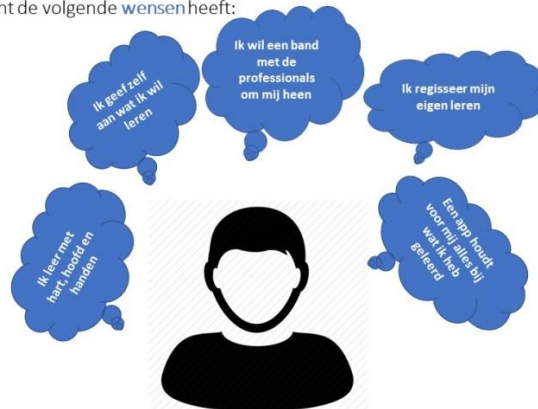 nt de volgende wensen heeft:
Ik wil een band
met de
professionals
om mij heen
Ik geef zelf
aan wat ik wil
leren
Ik regisseer mijn
eigen leren
Ik leer met
hart, hoofd en
handen
Een app houdt
voor mij alles bij
wat ik heb
geleerd